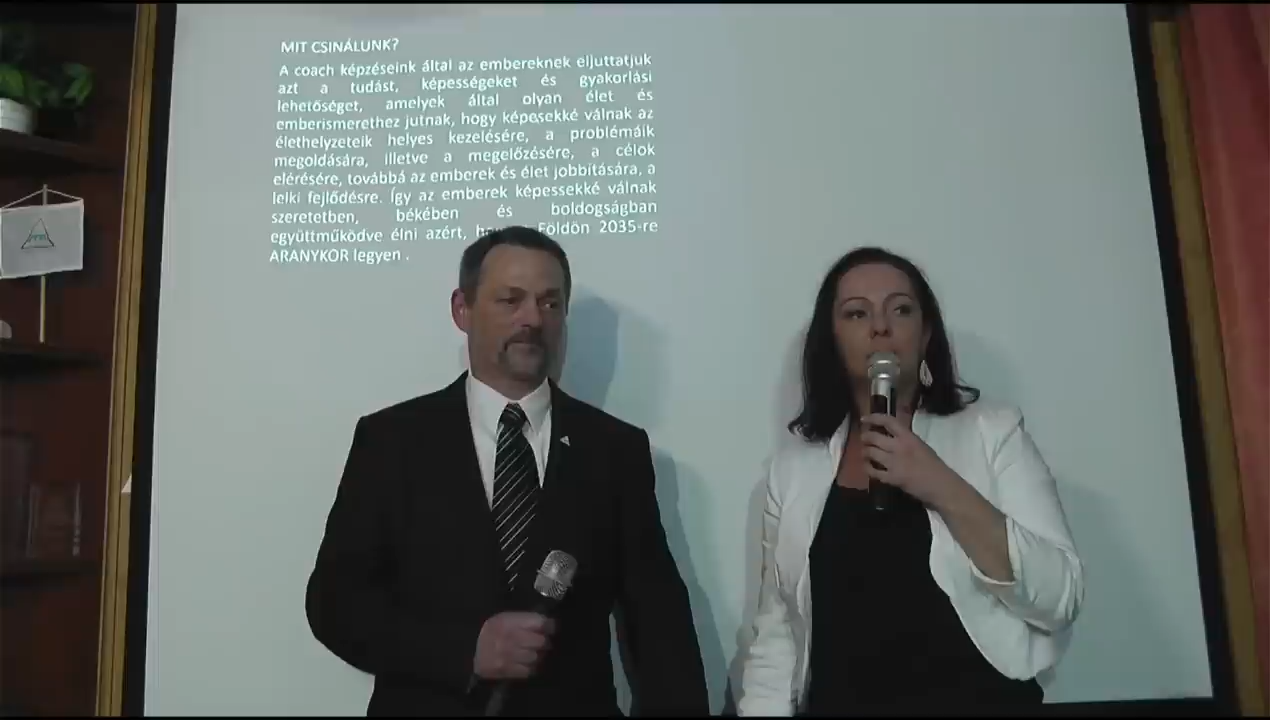 MIT CSINÁLUNK?
A coach képzéseink által az embereknek eljuttatjuk
azt a tudást, képességeket és gyakorlási
lehetőséget, amelyek által olyan élet és
emberismerethez jutnak, hogy képesekké válnak az
élethelyzeteik helyes kezelésére, a problémáik
megoldására, illetve a megelőzésére, a célok
elérésére, továbbá az emberek és élet jobbítására, a
lelki fejlődésre. Így az emberek képessekké válnak
szeretetben, békében és boldogságban
együttműködve élni azért, Földön 2035-re
ARANYKOR legyen .